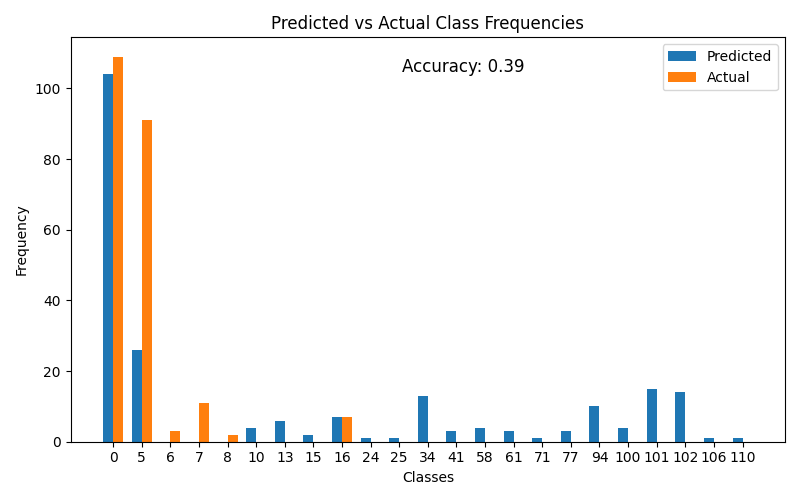 Predicted vs Actual Class Frequencies
Accuracy: 0.39
Predicted
Actual
Frequency
100
80
60
40
20
0
0 5 6 7 8 10 13 15 16 24 25 34 41 58 61 71 77 94 100 101 102 106 110
Classes